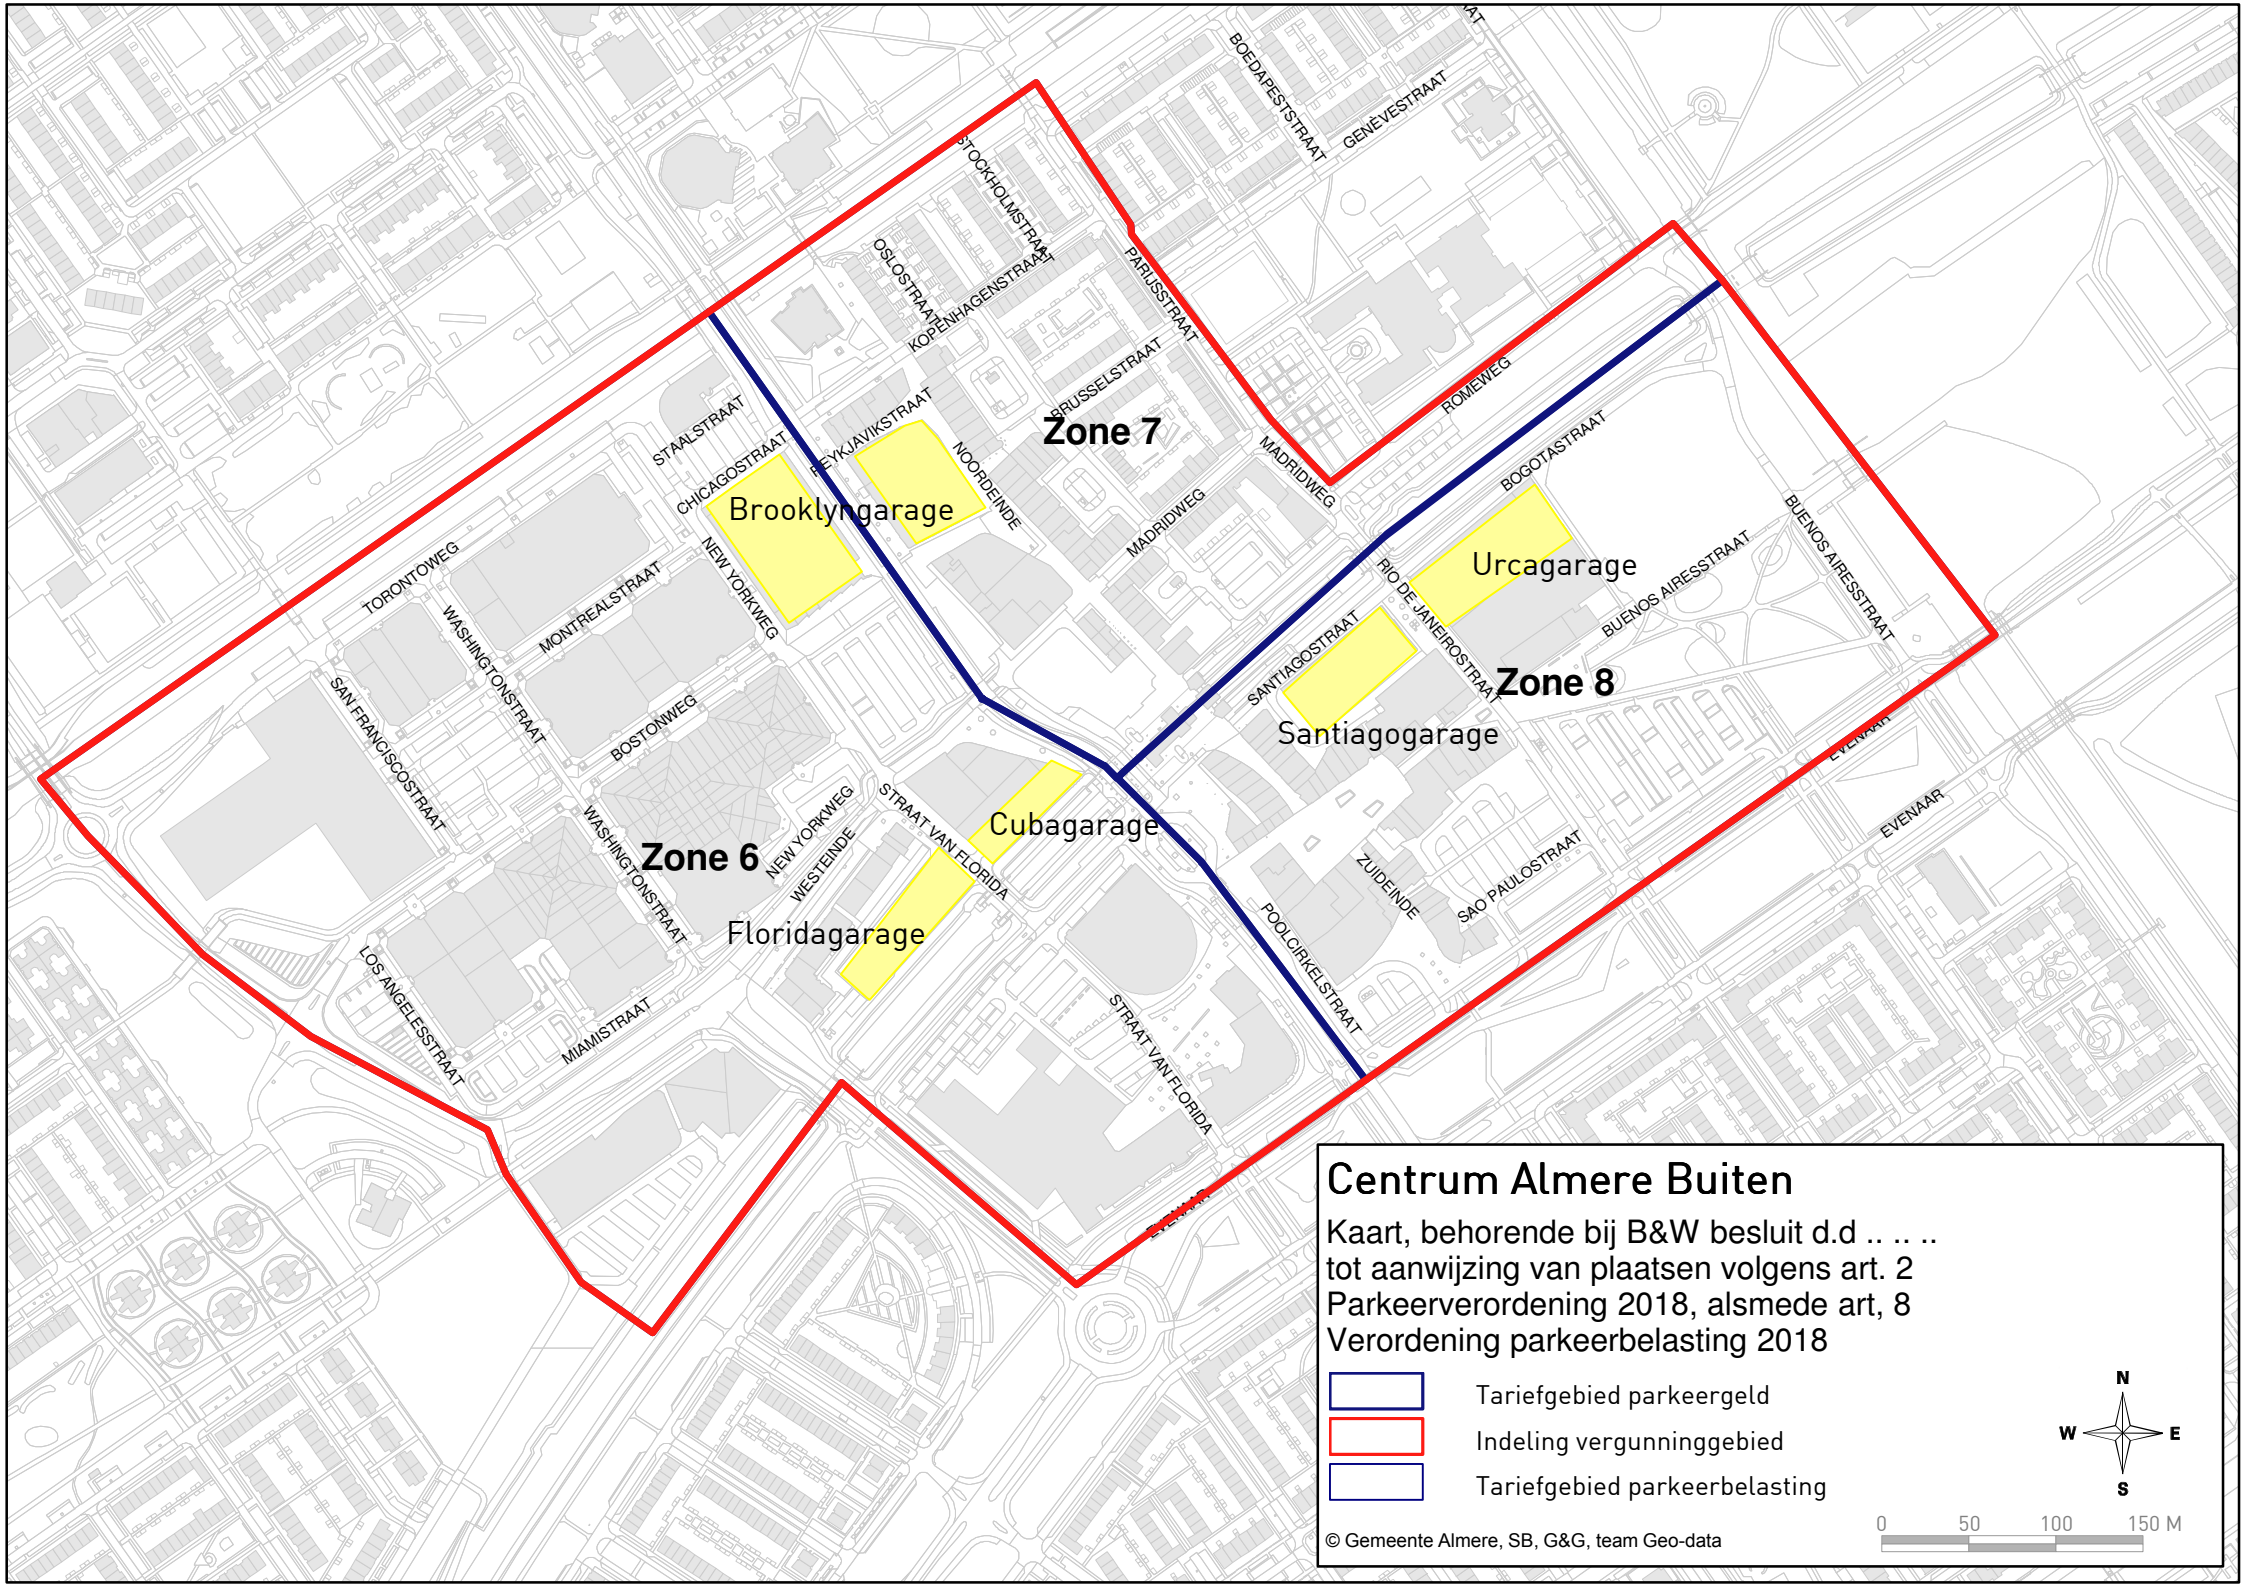 BOEDAPESTSTRAAT
GENÈVESTRAAT
STOCKHOLMSTRAAT
OSLOSTRAAT
KOPENHAGENSTRAAT
PARIJSSTRAAT
BRUSSELSTRAAT
Zone 7
ROMEWEG
STAALSTRAAT
CHICAGOSTRAAT
REYKJAVIKSTRAAT
NOORDEINDE
MADRIDWEG
MADRIDWEG
BOGOTASTRAAT
Brooklyngarage
Urcagarage
BUENOS AIRESSTRAAT
BUENOS AIRESSTRAAT
TORONTOWEG
MONTREALSTRAAT
NEW YORKWEG
WASHINGTONSTRAAT
RIO DE JANEIROSTRAAT
SANTIAGOSTRAAT
Zone 8
SAN FRANCISCOSTRAAT
BOSTONWEG
Santiagogarage
EVENAAR
EVENAAR
NEW YORKWEG
WESTEINDE
STRAAT VAN FLORIDA
Cubagarage
WASHINGTONSTRAAT
Zone 6
ZUIDEINDE
SAO PAULOSTRAAT
Floridagarage
POOLCIRKELSTRAAT
LOS ANGELESSTRAAT
MIAMISTRAAT
STRAAT VAN FLORIDA
EVENAAR
Centrum Almere Buiten
Kaart, behorende bij B&W besluit d.d .. .. ..
tot aanwijzing van plaatsen volgens art. 2
Parkeerverordening 2018, alsmede art, 8
Verordening parkeerbelasting 2018
Tariefgebied parkeergeld
Indeling vergunninggebied
Tariefgebied parkeerbelasting
N
W E
S
0 50 100 150 M
© Gemeente Almere, SB, G&G, team Geo-data